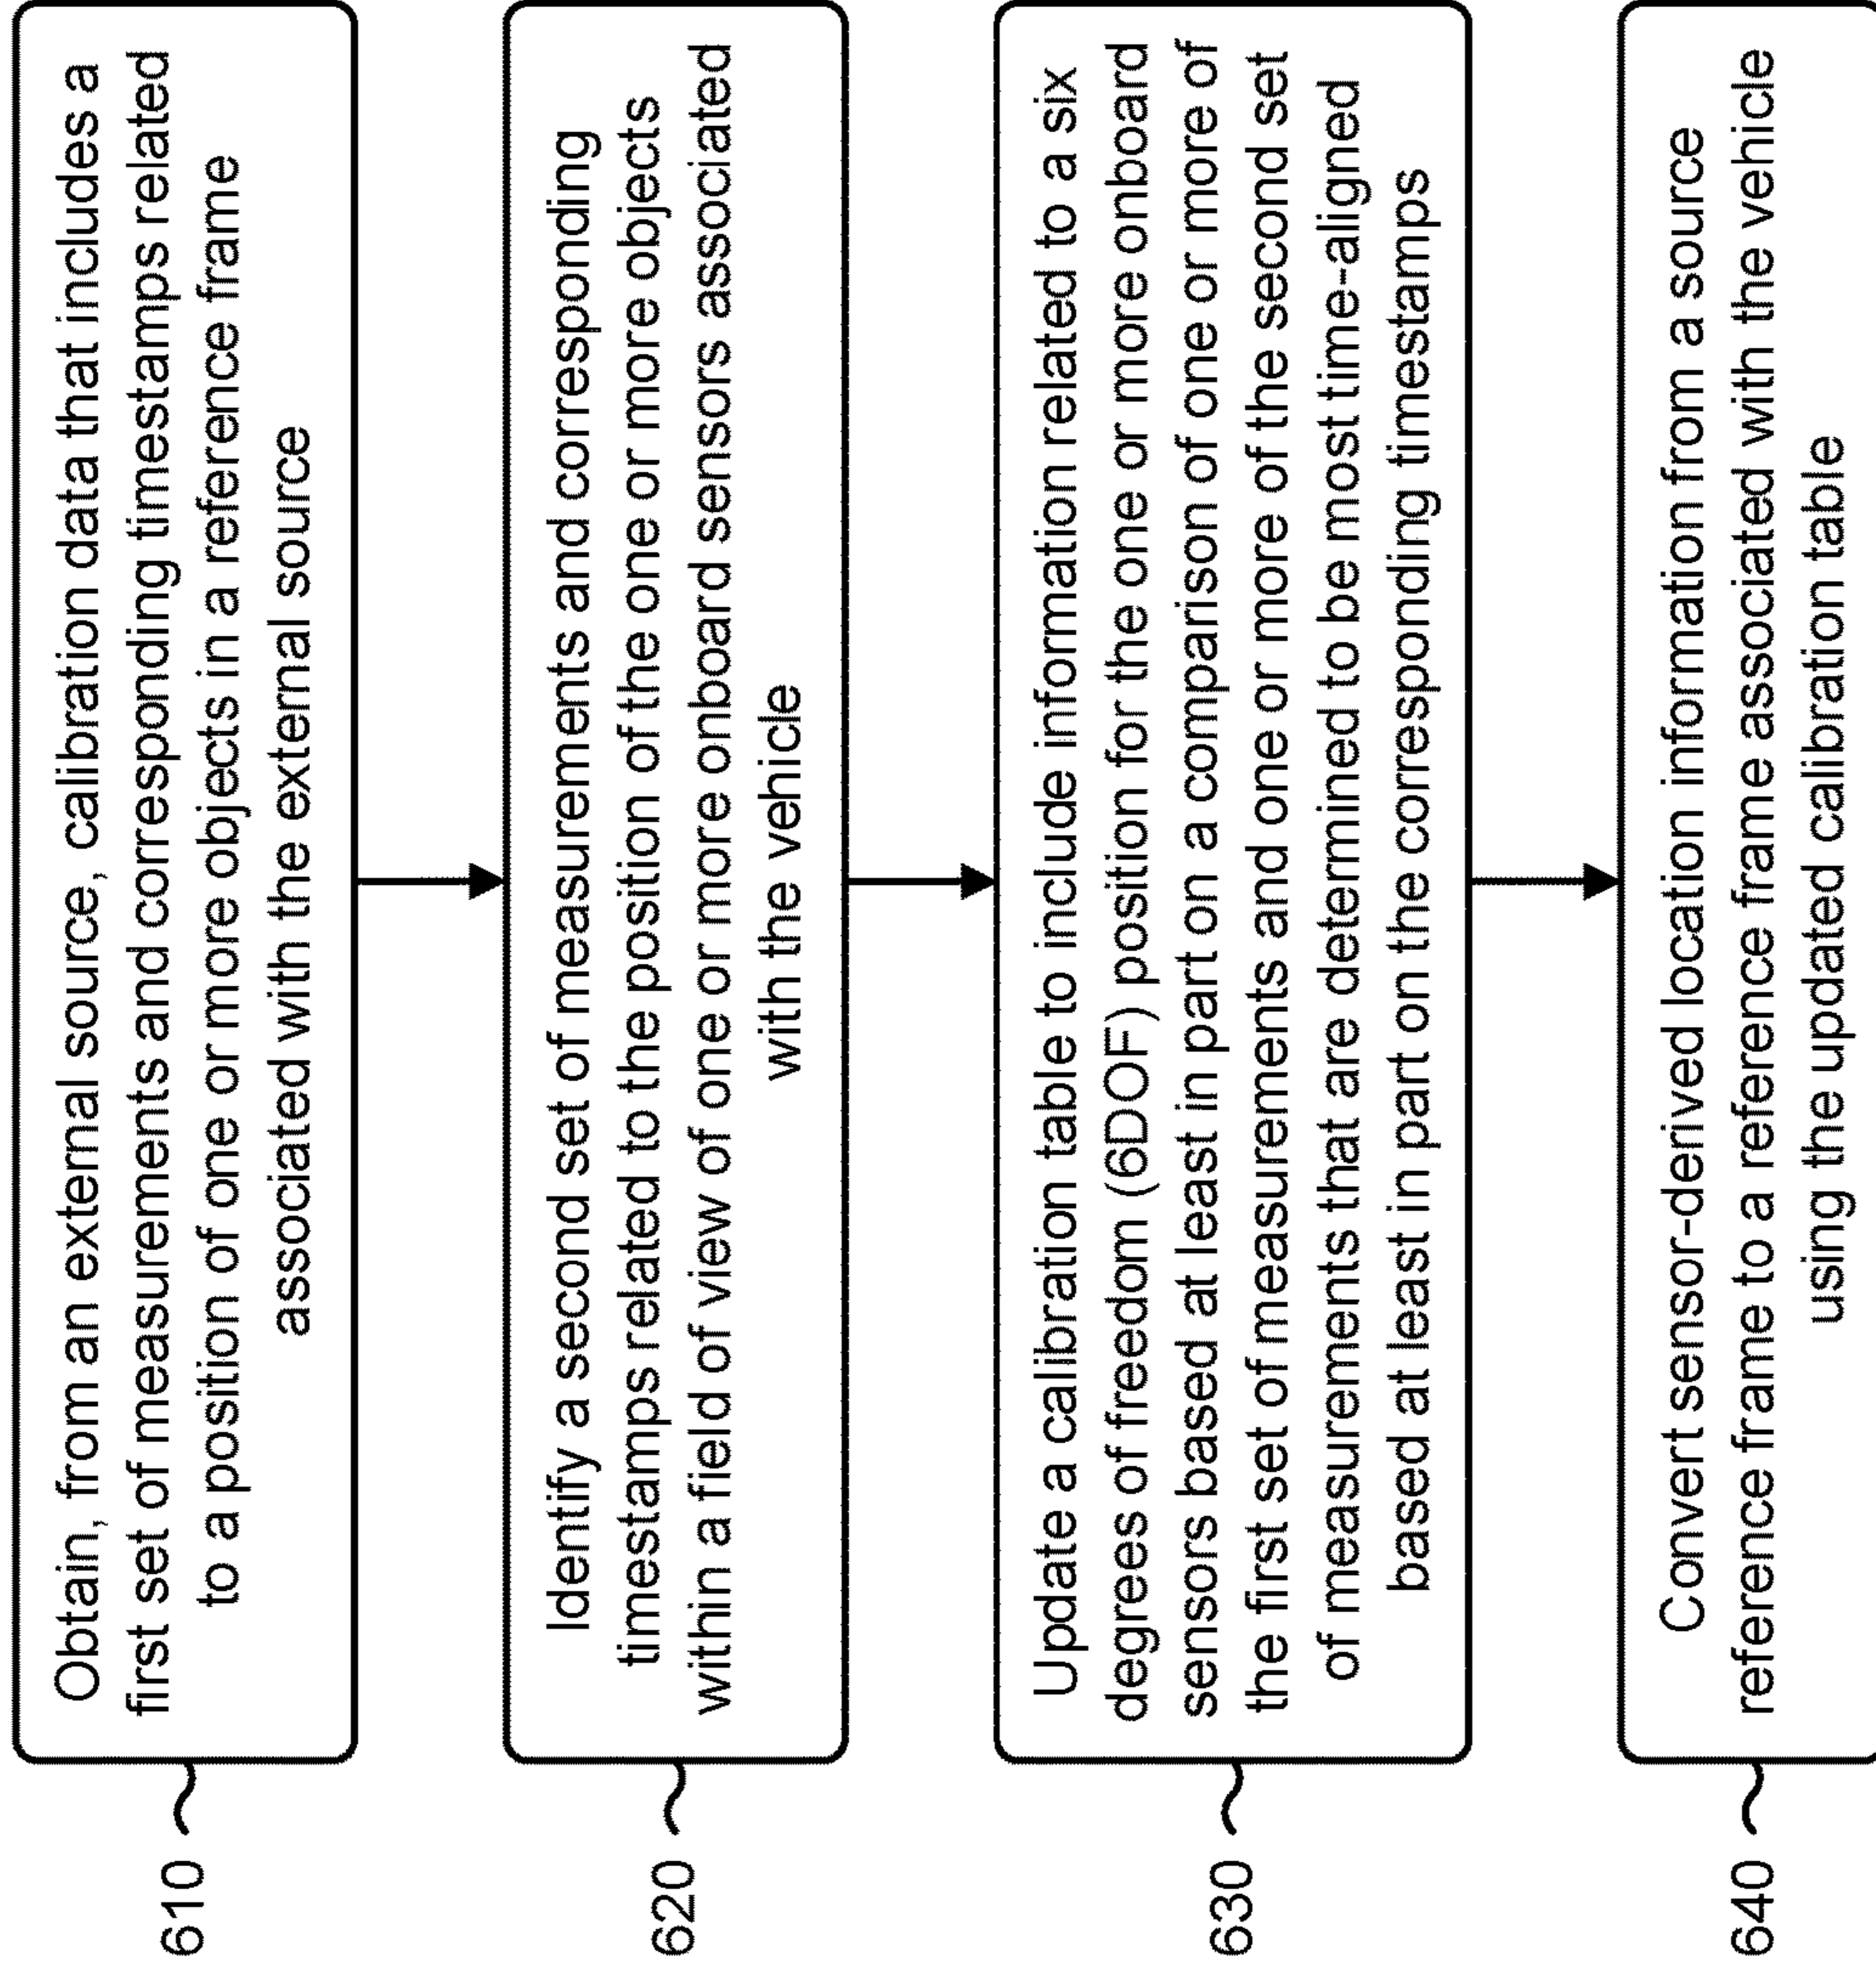 610
Obtain, from an external source, calibration data that includes a
first set of measurements and corresponding timestamps related
to a position of one or more objects in a reference frame
associated with the external source
620
Identify a second set of measurements and corresponding
timestamps related to the position of the one or more objects
within a field of view of one or more onboard sensors associated
with the vehicle
630
Update a calibration table to include information related to a six
degrees of freedom (6DOF) position for the one or more onboard
sensors based at least in part on a comparison of one or more of
the first set of measurements and one or more of the second set
of measurements that are determined to be most time-aligned
based at least in part on the corresponding timestamps
640
Convert sensor-derived location information from a source
reference frame to a reference frame associated with the vehicle
using the updated calibration table